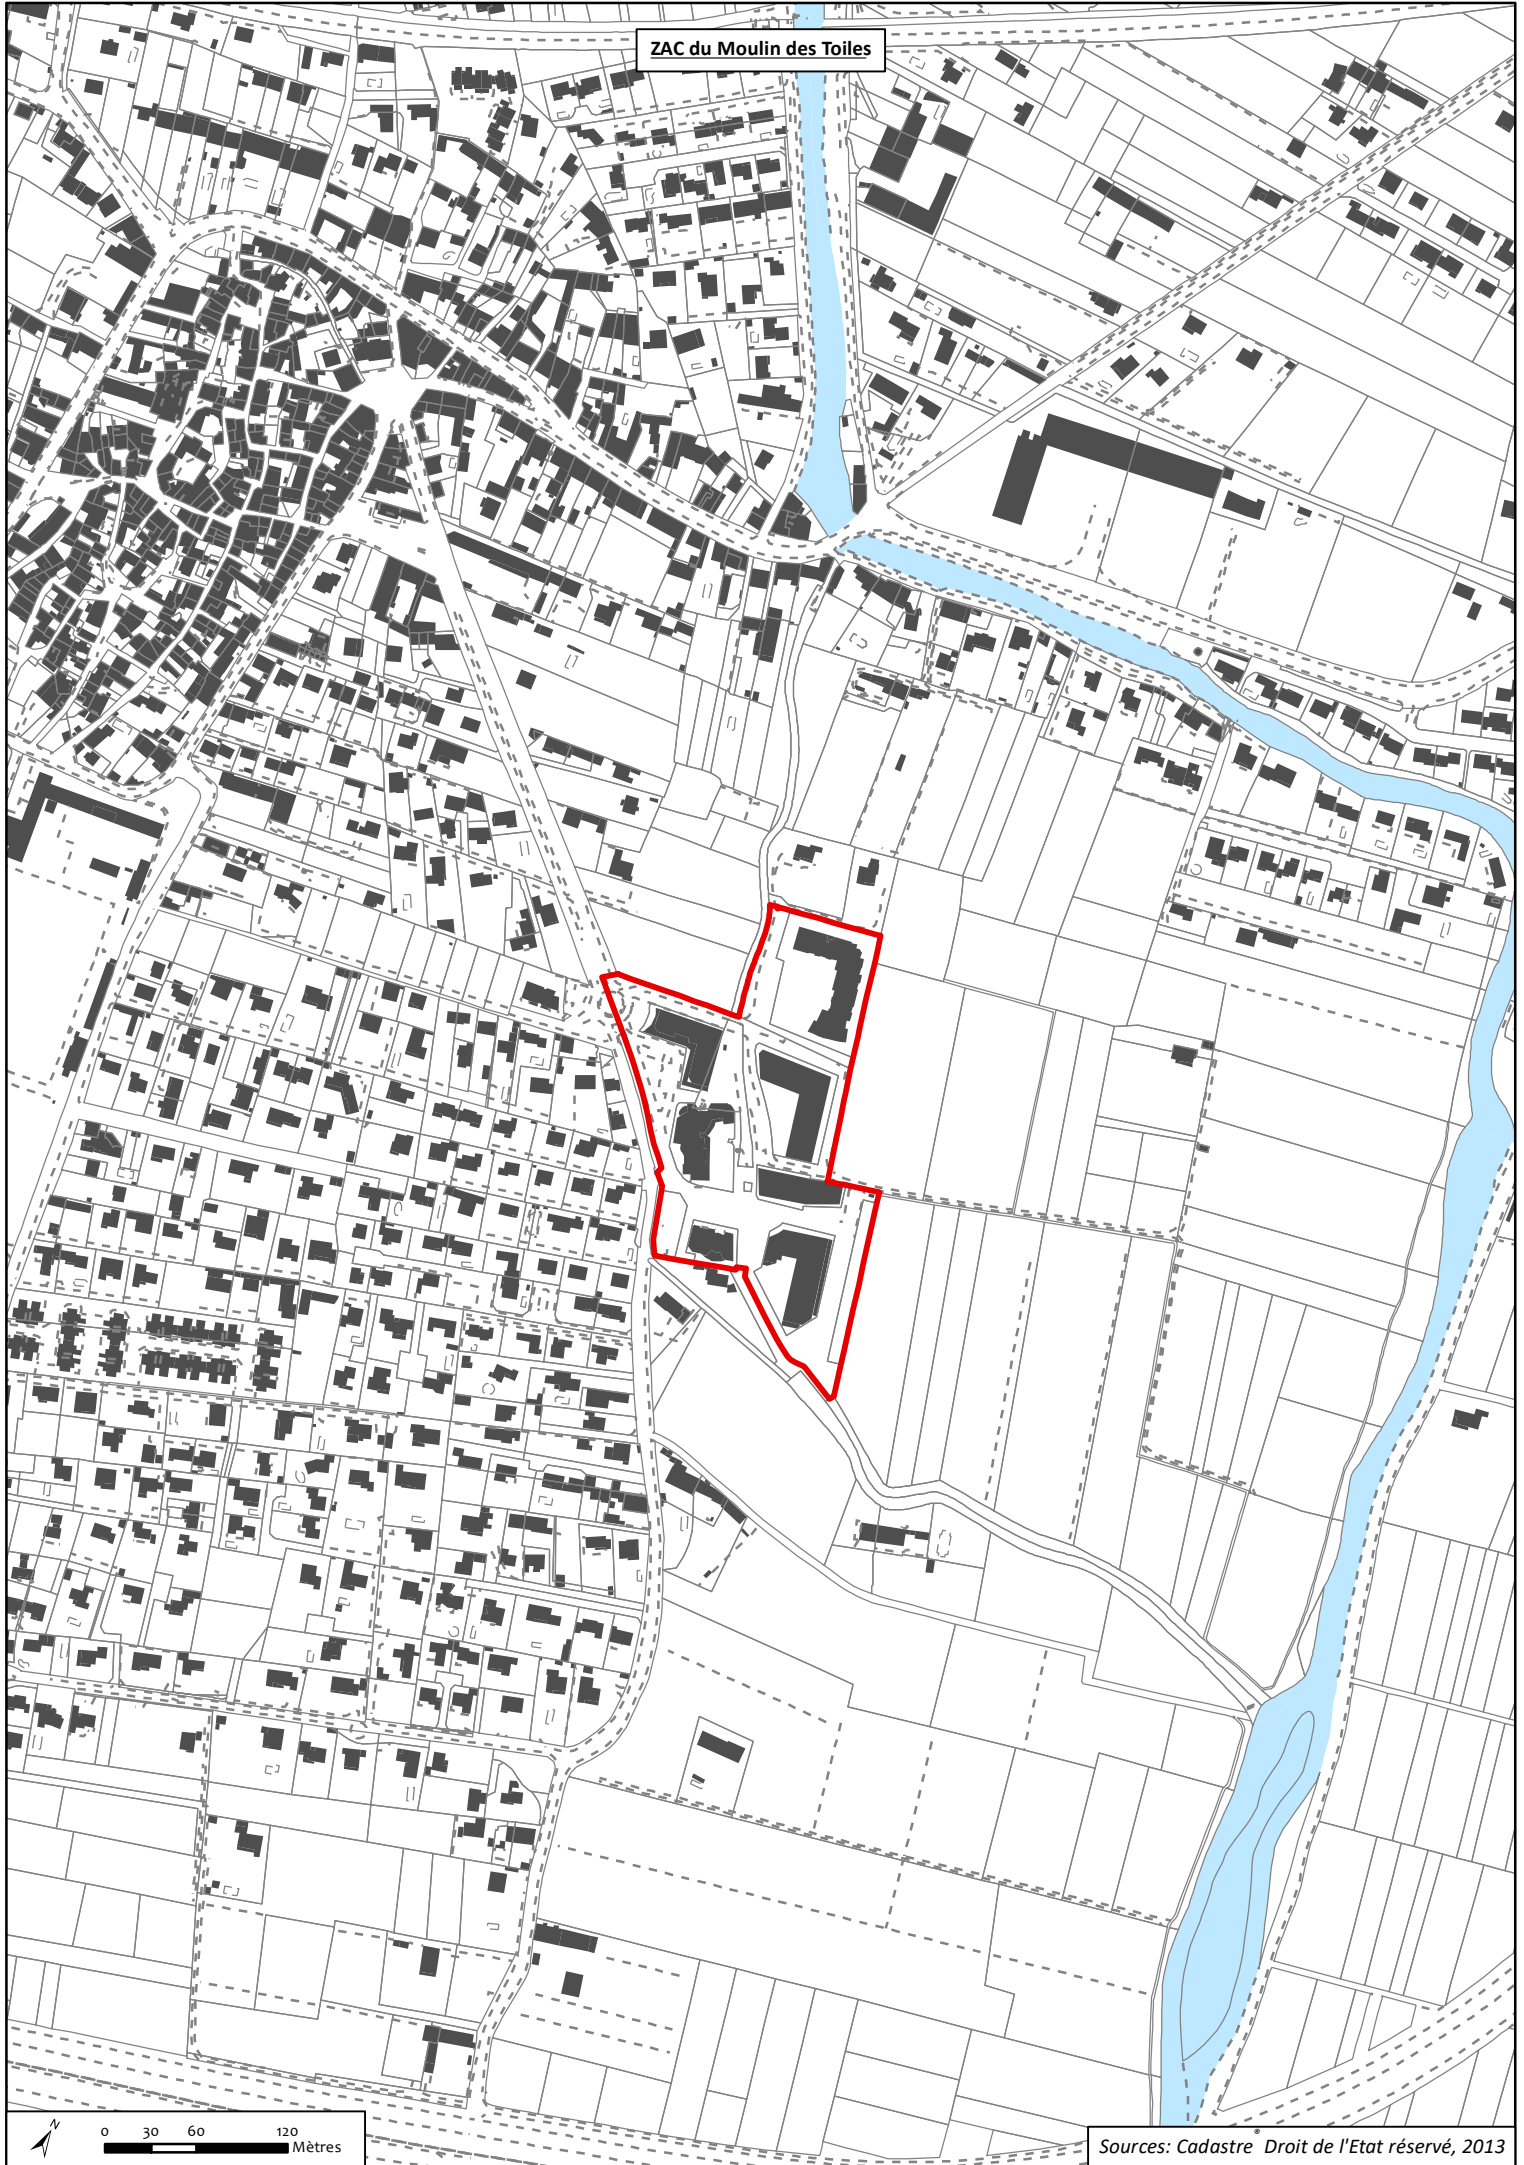 ZAC du Moulin des Toiles
N
0 30 60 120
Mètres
Sources: Cadastre® Droit de l'Etat réservé, 2013